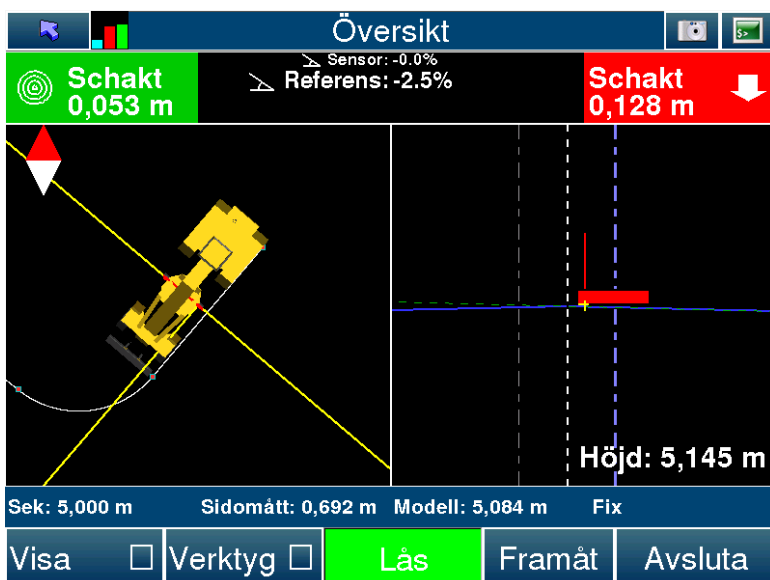 Översikt
Schakt
0,053 m
Sensor: -0.0%
Referens: -2.5%
Schakt
0,128 m
Höjd: 5,145 m
Sek: 5,000 m Sidomått: 0,692 m Modell: 5,084 m Fix
Visa Verktyg Lås Framåt Avsluta